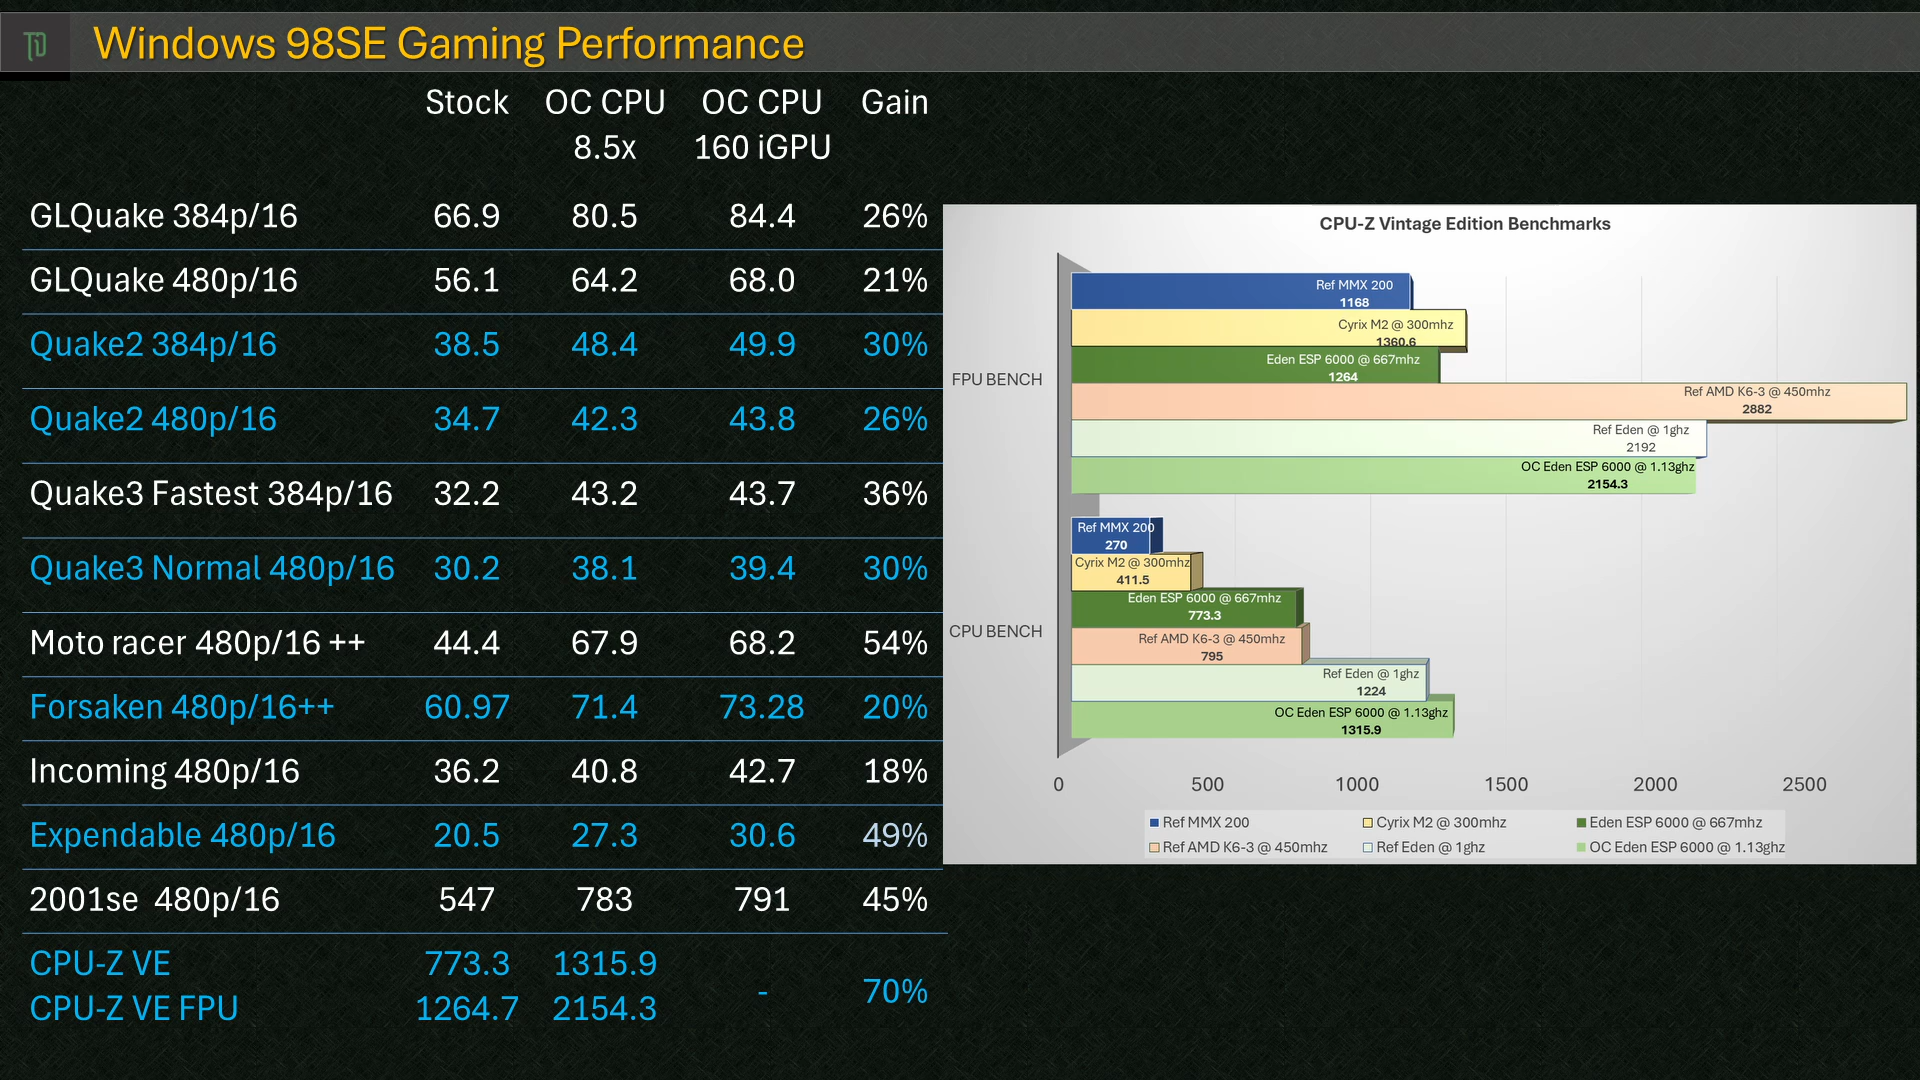 Windows 98SE Gaming Performance
Stock OC CPU OC CPU Gain
8.5x 160 iGPU
GLQuake 384p/16 66.9 80.5 84.4 26%
GLQuake 480p/16 56.1 64.2 68.0 21%
Quake2 384p/16 38.5 48.4 49.9 30%
Quake2 480p/16 34.7 42.3 43.8 26%
Quake3 Fastest 384p/16 32.2 43.2 43.7 36%
Quake3 Normal 480p/16 30.2 38.1 39.4 30%
Moto racer 480p/16 ++ 44.4 67.9 68.2 54%
Forsaken 480p/16++ 60.97 71.4 73.28 20%
Incoming 480p/16 36.2 40.8 42.7 18%
Expendable 480p/16 20.5 27.3 30.6 49%
2001se 480p/16 547 783 791 45%
CPU-Z VE 773.3 1315.9
- 70%
CPU-Z VE FPU 1264.7 2154.3
CPU-Z Vintage Edition Benchmarks
FPU BENCH
Ref MMX 200
1168
Cyrix M2 @ 300mhz
1360.6
Eden ESP 6000 @ 667mhz
1264
Ref AMD K6-3 @ 450mhz
2882
Ref Eden @ 1ghz
2192
OC Eden ESP 6000 @ 1.13ghz
2154.3
CPU BENCH
Ref MMX 200
270
Cyrix M2 @ 300mhz
411.5
Eden ESP 6000 @ 667mhz
773.3
Ref AMD K6-3 @ 450mhz
795
Ref Eden @ 1ghz
1224
OC Eden ESP 6000 @ 1.13ghz
1315.9
0 500 1000 1500 2000 2500
Ref MMX 200 Cyrix M2 @ 300mhz Eden ESP 6000 @ 667mhz
Ref AMD K6-3 @ 450mhz Ref Eden @ 1ghz OC Eden ESP 6000 @ 1.13ghz